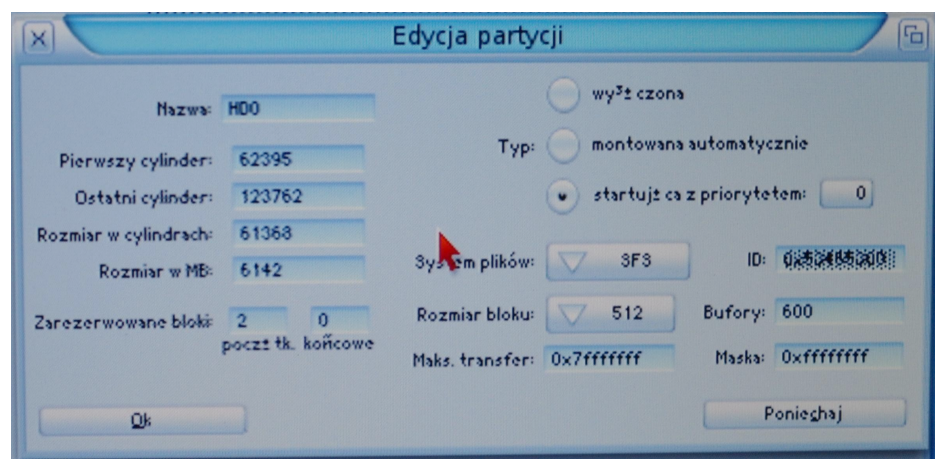 Edycja partycji
Nazwa: HD0
Pierwszy cylinder: 62395
Ostatni cylinder: 123762
Rozmiar w cylindrach: 61368
Rozmiar w MB: 6142
Zarezerwowane bloki: 2 0
począt tk. końcowe
wy³± czona
Typ: montowana automatycznie
startuj± ca z priorytetem: 0
System plików: SFS ID:
Rozmiar bloku: 512 Bufory: 600
Maks. transfer: 0x7fffffff Maska: 0xffffffff
Ok
Poniechaj